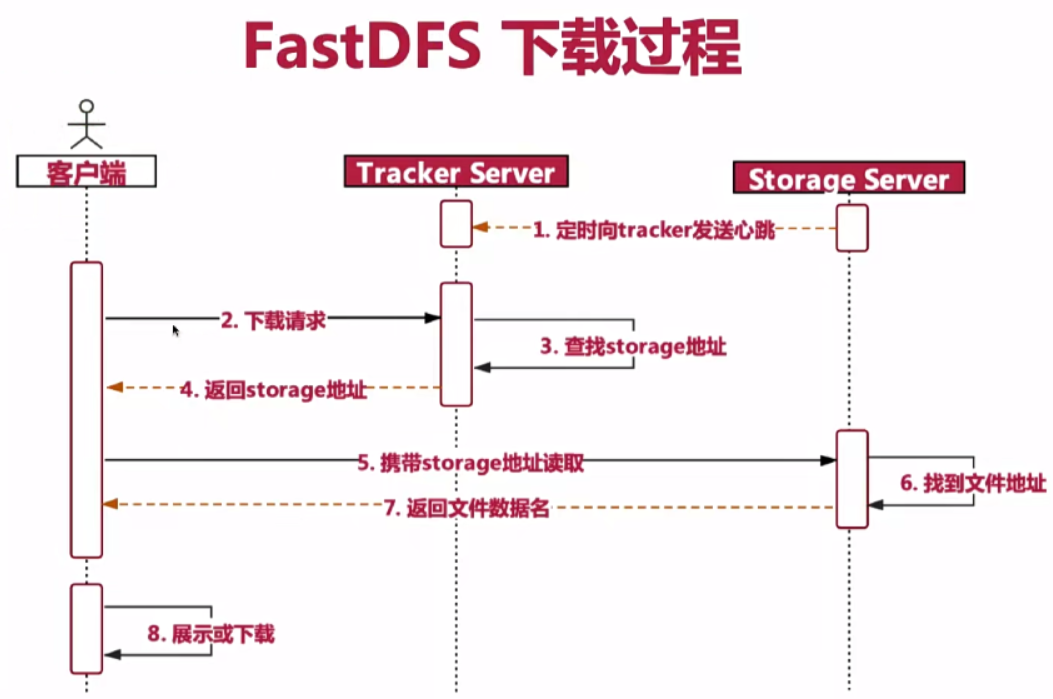 FastDFS 下载过程
客户端
Tracker Server
Storage Server
1. 定时向tracker发送心跳
2. 下载请求
3. 查找storage地址
4. 返回storage地址
5. 携带storage地址读取
6. 找到文件地址
7. 返回文件数据名
8. 展示或下载